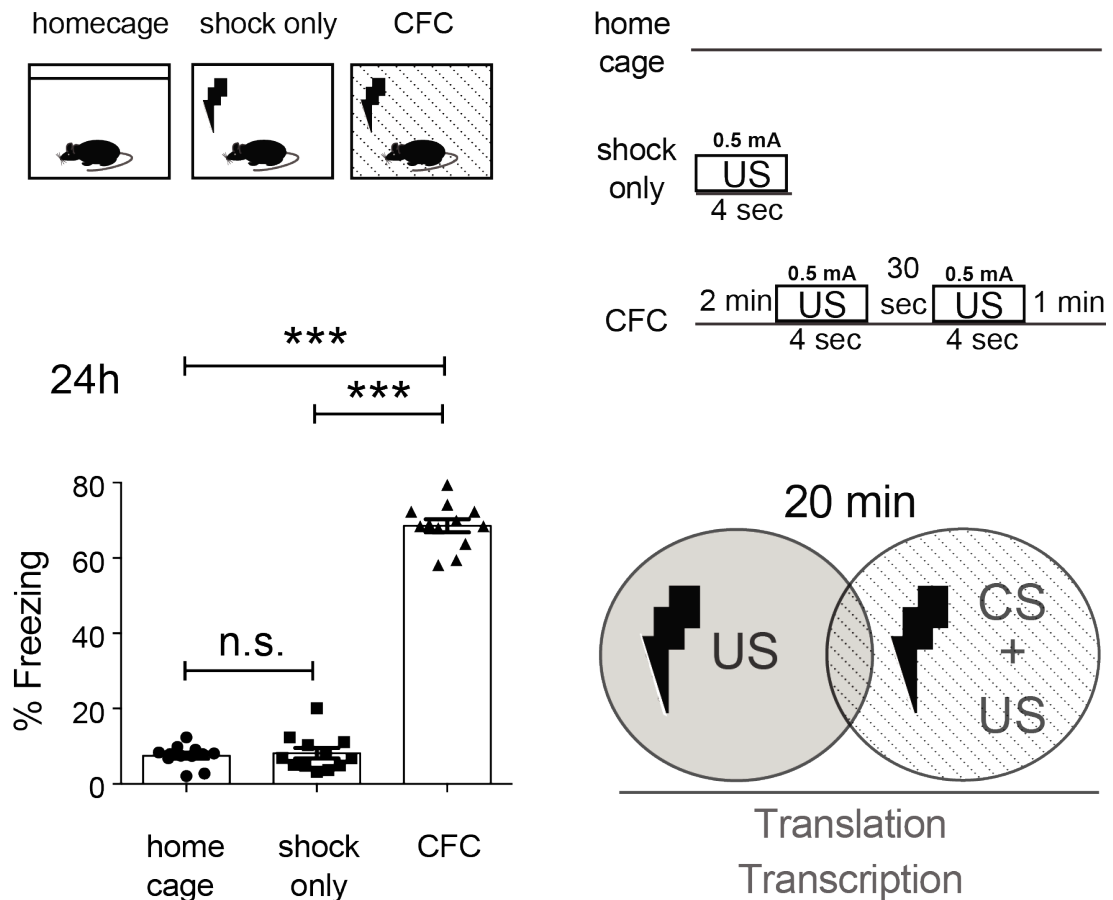 homecage shock only CFC
home
cage
0.5 mA
shock
only
US
4 sec
CFC
2 min
0.5 mA
US
4 sec
30
sec
0.5 mA
US
4 sec
1 min
24h
***
***
n.s.
% Freezing
80
60
40
20
0
home
cage
shock
only
CFC
20 min
US
CS
+
US
Translation
Transcription